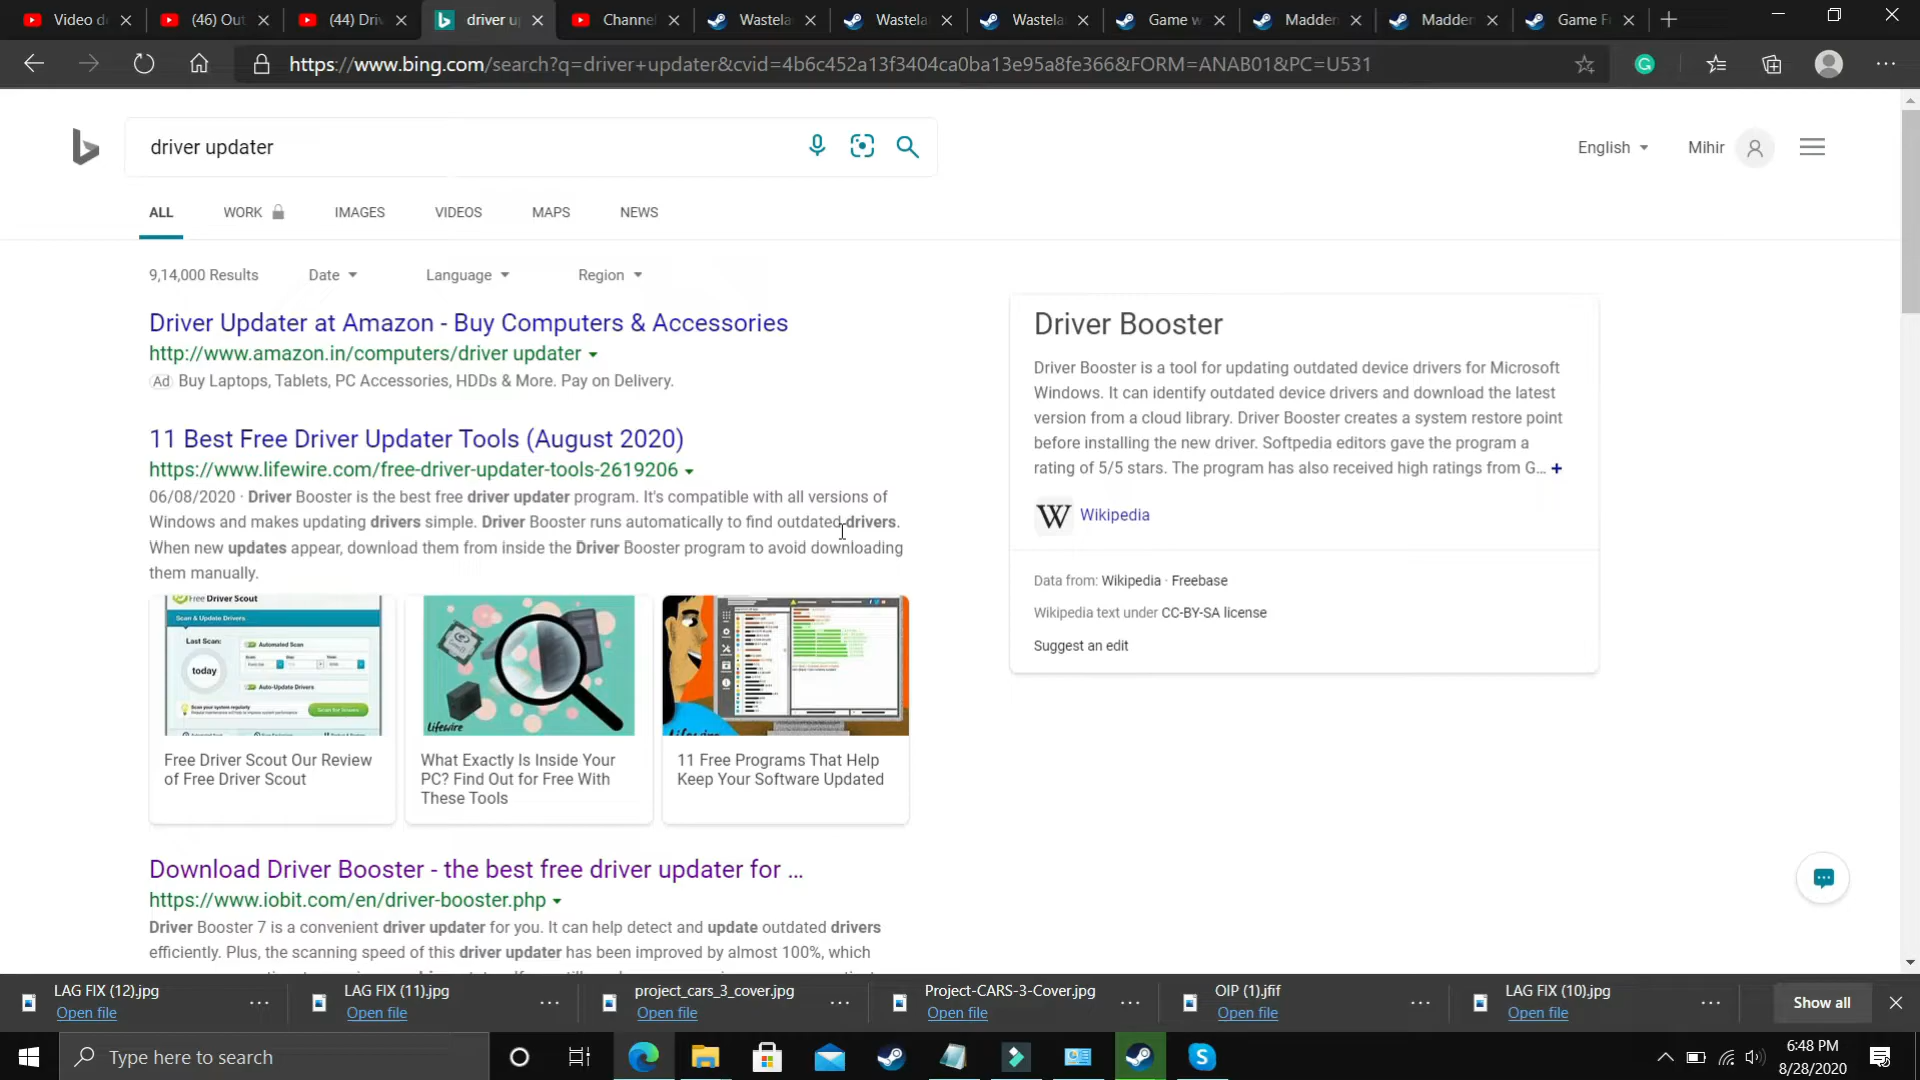 Video d
(46) Out
(44) Driv
driver u
Channel
Wastela
Wastela
Wastela
Game w
Madden
Madden
Game F
https://www.bing.com/search?q=driver+updater&cvid=4b6c452a13f3404ca0ba13e95a8fe366&FORM=ANAB01&PC=U531
driver updater
English
Mihir
ALL
WORK
IMAGES
VIDEOS
MAPS
NEWS
9,14,000 Results
Date
Language
Region
Driver Updater at Amazon - Buy Computers & Accessories
http://www.amazon.in/computers/driver updater
Ad Buy Laptops, Tablets, PC Accessories, HDDs & More. Pay on Delivery.
11 Best Free Driver Updater Tools (August 2020)
https://www.lifewire.com/free-driver-updater-tools-2619206
06/08/2020 · Driver Booster is the best free driver updater program. It's compatible with all versions of
Windows and makes updating drivers simple. Driver Booster runs automatically to find outdated drivers.
When new updates appear, download them from inside the Driver Booster program to avoid downloading
them manually.
Free Driver Scout
Scan & Update Drivers
Last Scan:
today
Automated Scan
Auto-Update Drivers
Lifewire
Lifewire
Free Driver Scout Our Review
of Free Driver Scout
What Exactly Is Inside Your
PC? Find Out for Free With
These Tools
11 Free Programs That Help
Keep Your Software Updated
Download Driver Booster - the best free driver updater for ...
https://www.iobit.com/en/driver-booster.php
Driver Booster 7 is a convenient driver updater for you. It can help detect and update outdated drivers
efficiently. Plus, the scanning speed of this driver updater has been improved by almost 100%, which
Driver Booster
Driver Booster is a tool for updating outdated device drivers for Microsoft
Windows. It can identify outdated device drivers and download the latest
version from a cloud library. Driver Booster creates a system restore point
before installing the new driver. Softpedia editors gave the program a
rating of 5/5 stars. The program has also received high ratings from G... +
W Wikipedia
Data from: Wikipedia · Freebase
Wikipedia text under CC-BY-SA license
Suggest an edit
LAG FIX (12).jpg
Open file
LAG FIX (11).jpg
Open file
project_cars_3_cover.jpg
Open file
Project-CARS-3-Cover.jpg
Open file
OIP (1).jfif
Open file
LAG FIX (10).jpg
Open file
Show all
Type here to search
6:48 PM
8/28/2020